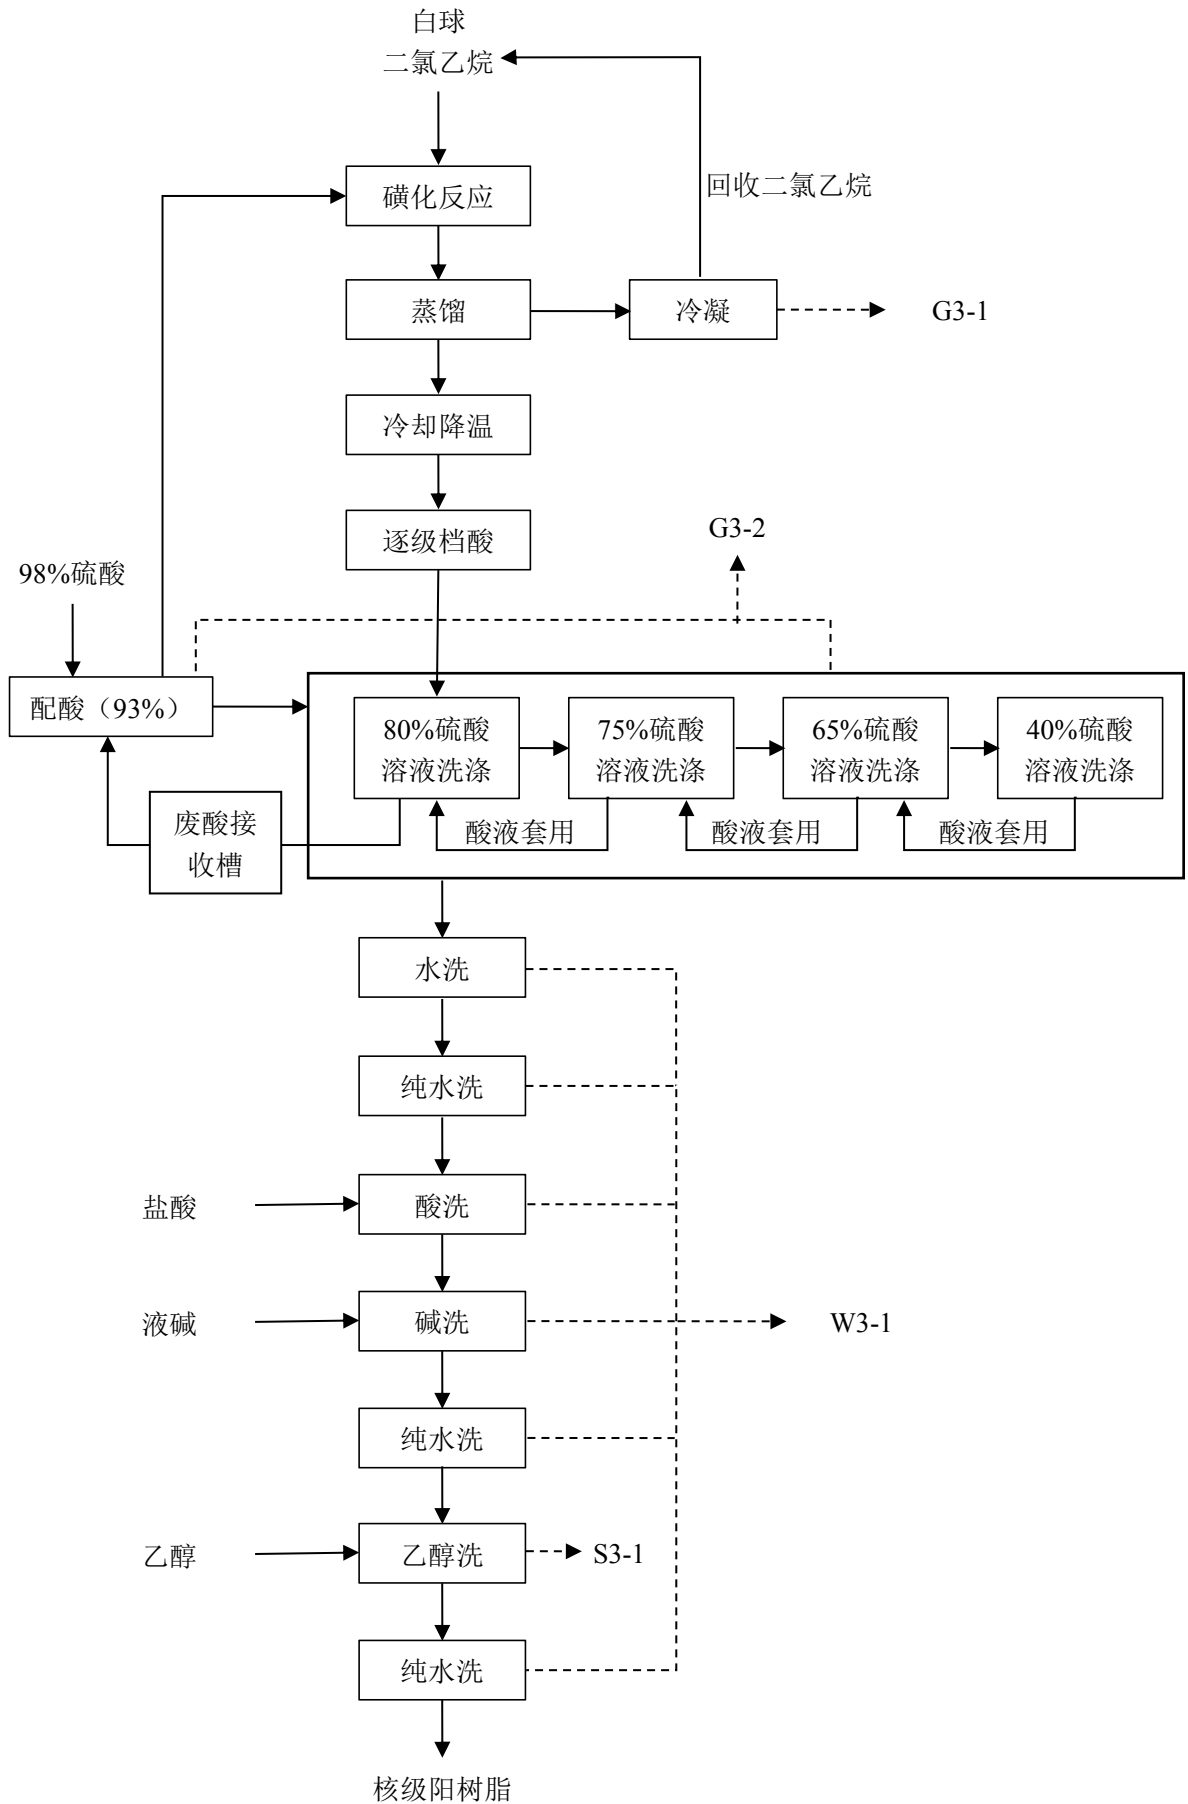 白球
二氯乙烷
回收二氯乙烷
磺化反应
蒸馏
冷凝
G3-1
冷却降温
逐级档酸
G3-2
98%硫酸
配酸（93%）
80%硫酸
溶液洗涤
75%硫酸
溶液洗涤
65%硫酸
溶液洗涤
40%硫酸
溶液洗涤
酸液套用
酸液套用
酸液套用
废酸接
收槽
水洗
纯水洗
盐酸
酸洗
液碱
碱洗
W3-1
纯水洗
乙醇
乙醇洗
S3-1
纯水洗
核级阳树脂